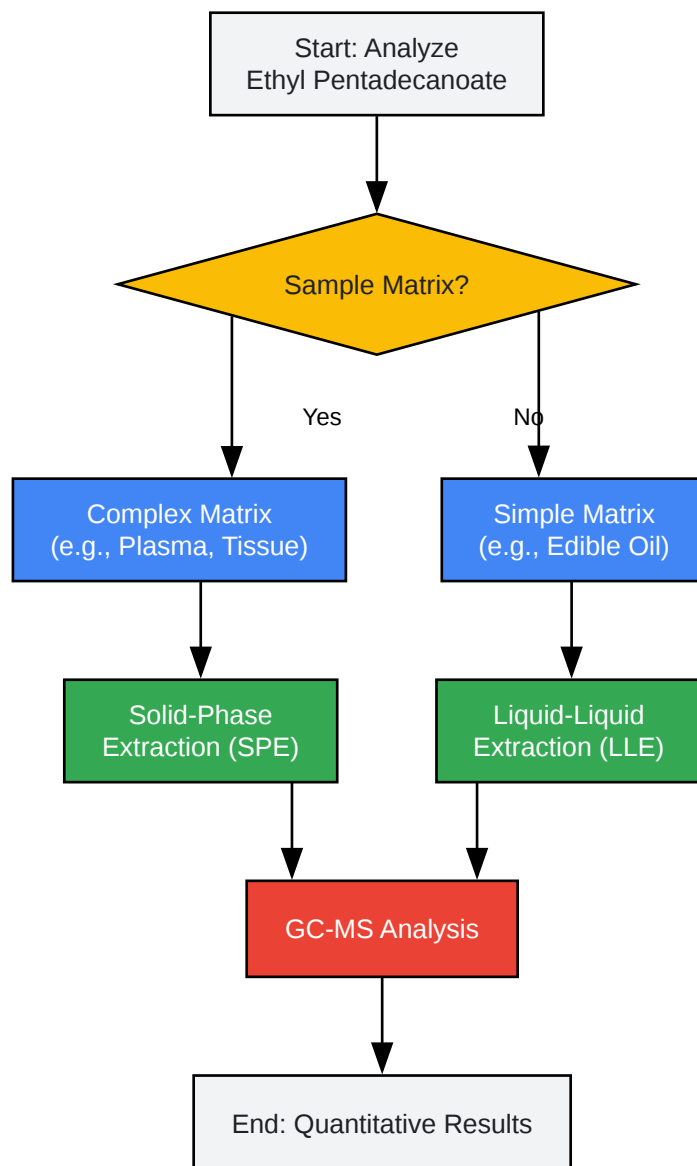 Start: Analyze
Ethyl Pentadecanoate
Sample Matrix?
Yes
No
Complex Matrix
(e.g., Plasma, Tissue)
Simple Matrix
(e.g., Edible Oil)
Solid-Phase
Extraction (SPE)
Liquid-Liquid
Extraction (LLE)
GC-MS Analysis
End: Quantitative Results